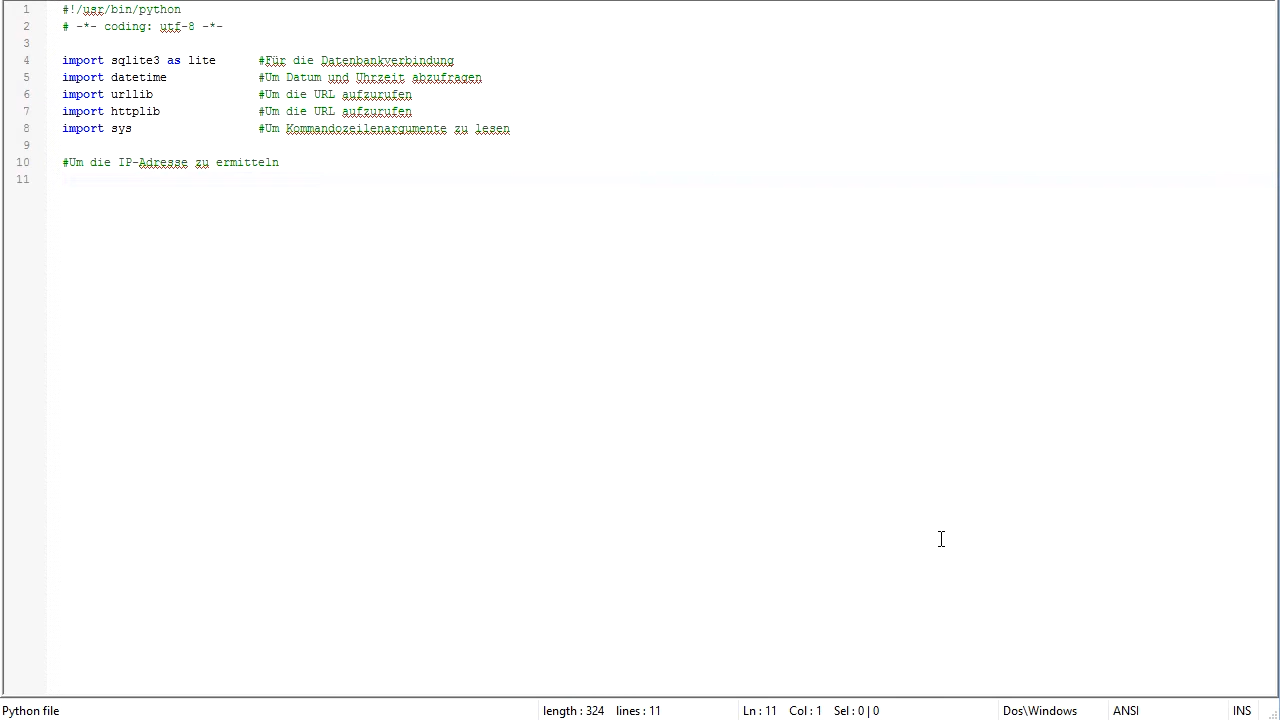 1 #!/usr/bin/python
2 # -*- coding: utf-8 -*-
3
4 import sqlite3 as lite #Für die Datenbankverbindung
5 import datetime #Um Datum und Uhrzeit abzufragen
6 import urllib #Um die URL aufzurufen
7 import httplib #Um die URL aufzurufen
8 import sys #Um Kommandozeilenargumente zu lesen
9
10 #Um die IP-Adresse zu ermitteln
11
Python file length : 324 lines : 11 Ln : 11 Col : 1 Sel : 0 | 0 Dos\Windows ANSI INS